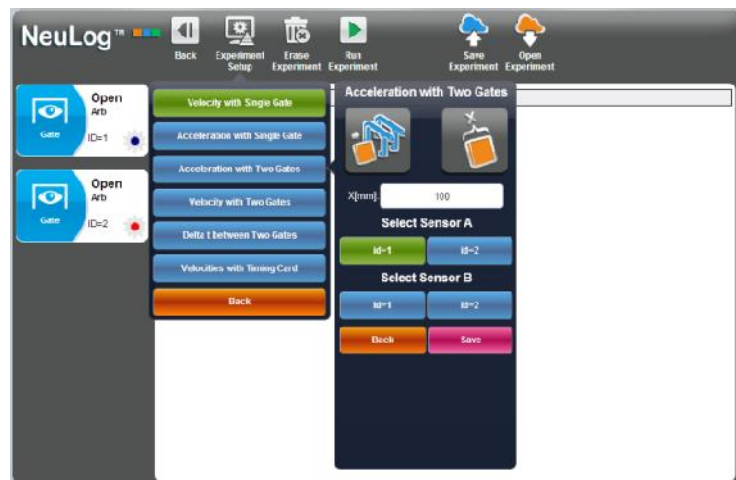 NeuLog™
Back
Experiment Setup
Erase Experiment
Run Experiment
Save Experiment
Open Experiment
Open
Arb
Gate
ID=1
Open
Arb
Gate
ID=2
Velocity with Single Gate
Acceleration with Single Gate
Acceleration with Two Gates
Velocity with Two Gates
Delta t between Two Gates
Velocities with Timing Card
Back
Acceleration with Two Gates
X
X[mm]:
100
Select Sensor A
id=1
id=2
Select Sensor B
id=1
id=2
Back
Save